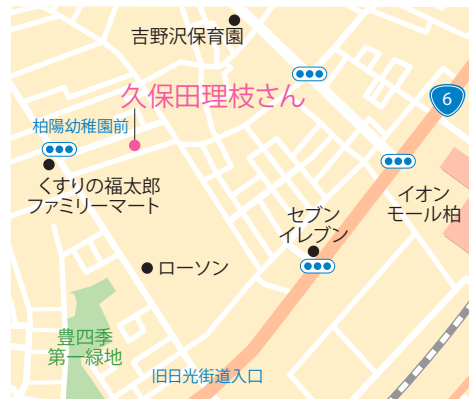 吉野沢保育園
久保田理枝さん
6
柏陽幼稚園前
くすりの福太郎
ファミリーマート
イオン
モール柏
セブン
イレブン
ローソン
豊四季
第一緑地
旧日光街道入口